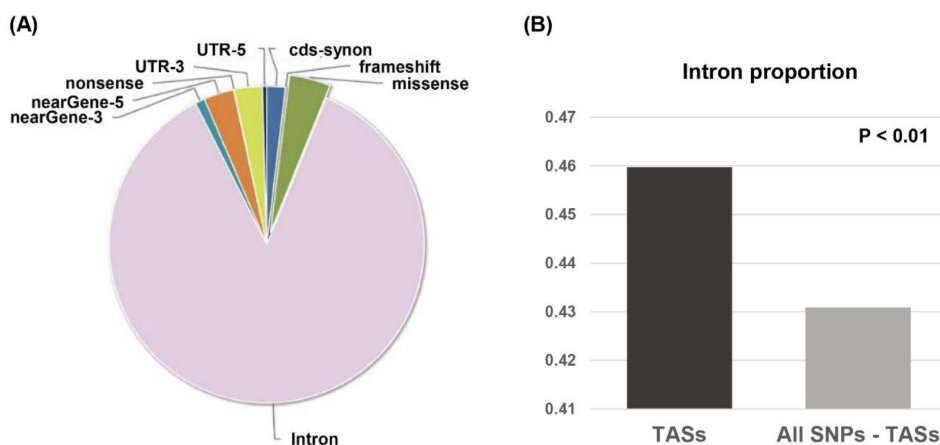 (A)
UTR-5
cds-synon
UTR-3
frameshift
nonsense
missense
nearGene-5
nearGene-3
Intron
(B)
Intron proportion
P < 0.01
0.47
0.46
0.45
0.44
0.43
0.42
0.41
TASs
All SNPs - TASs